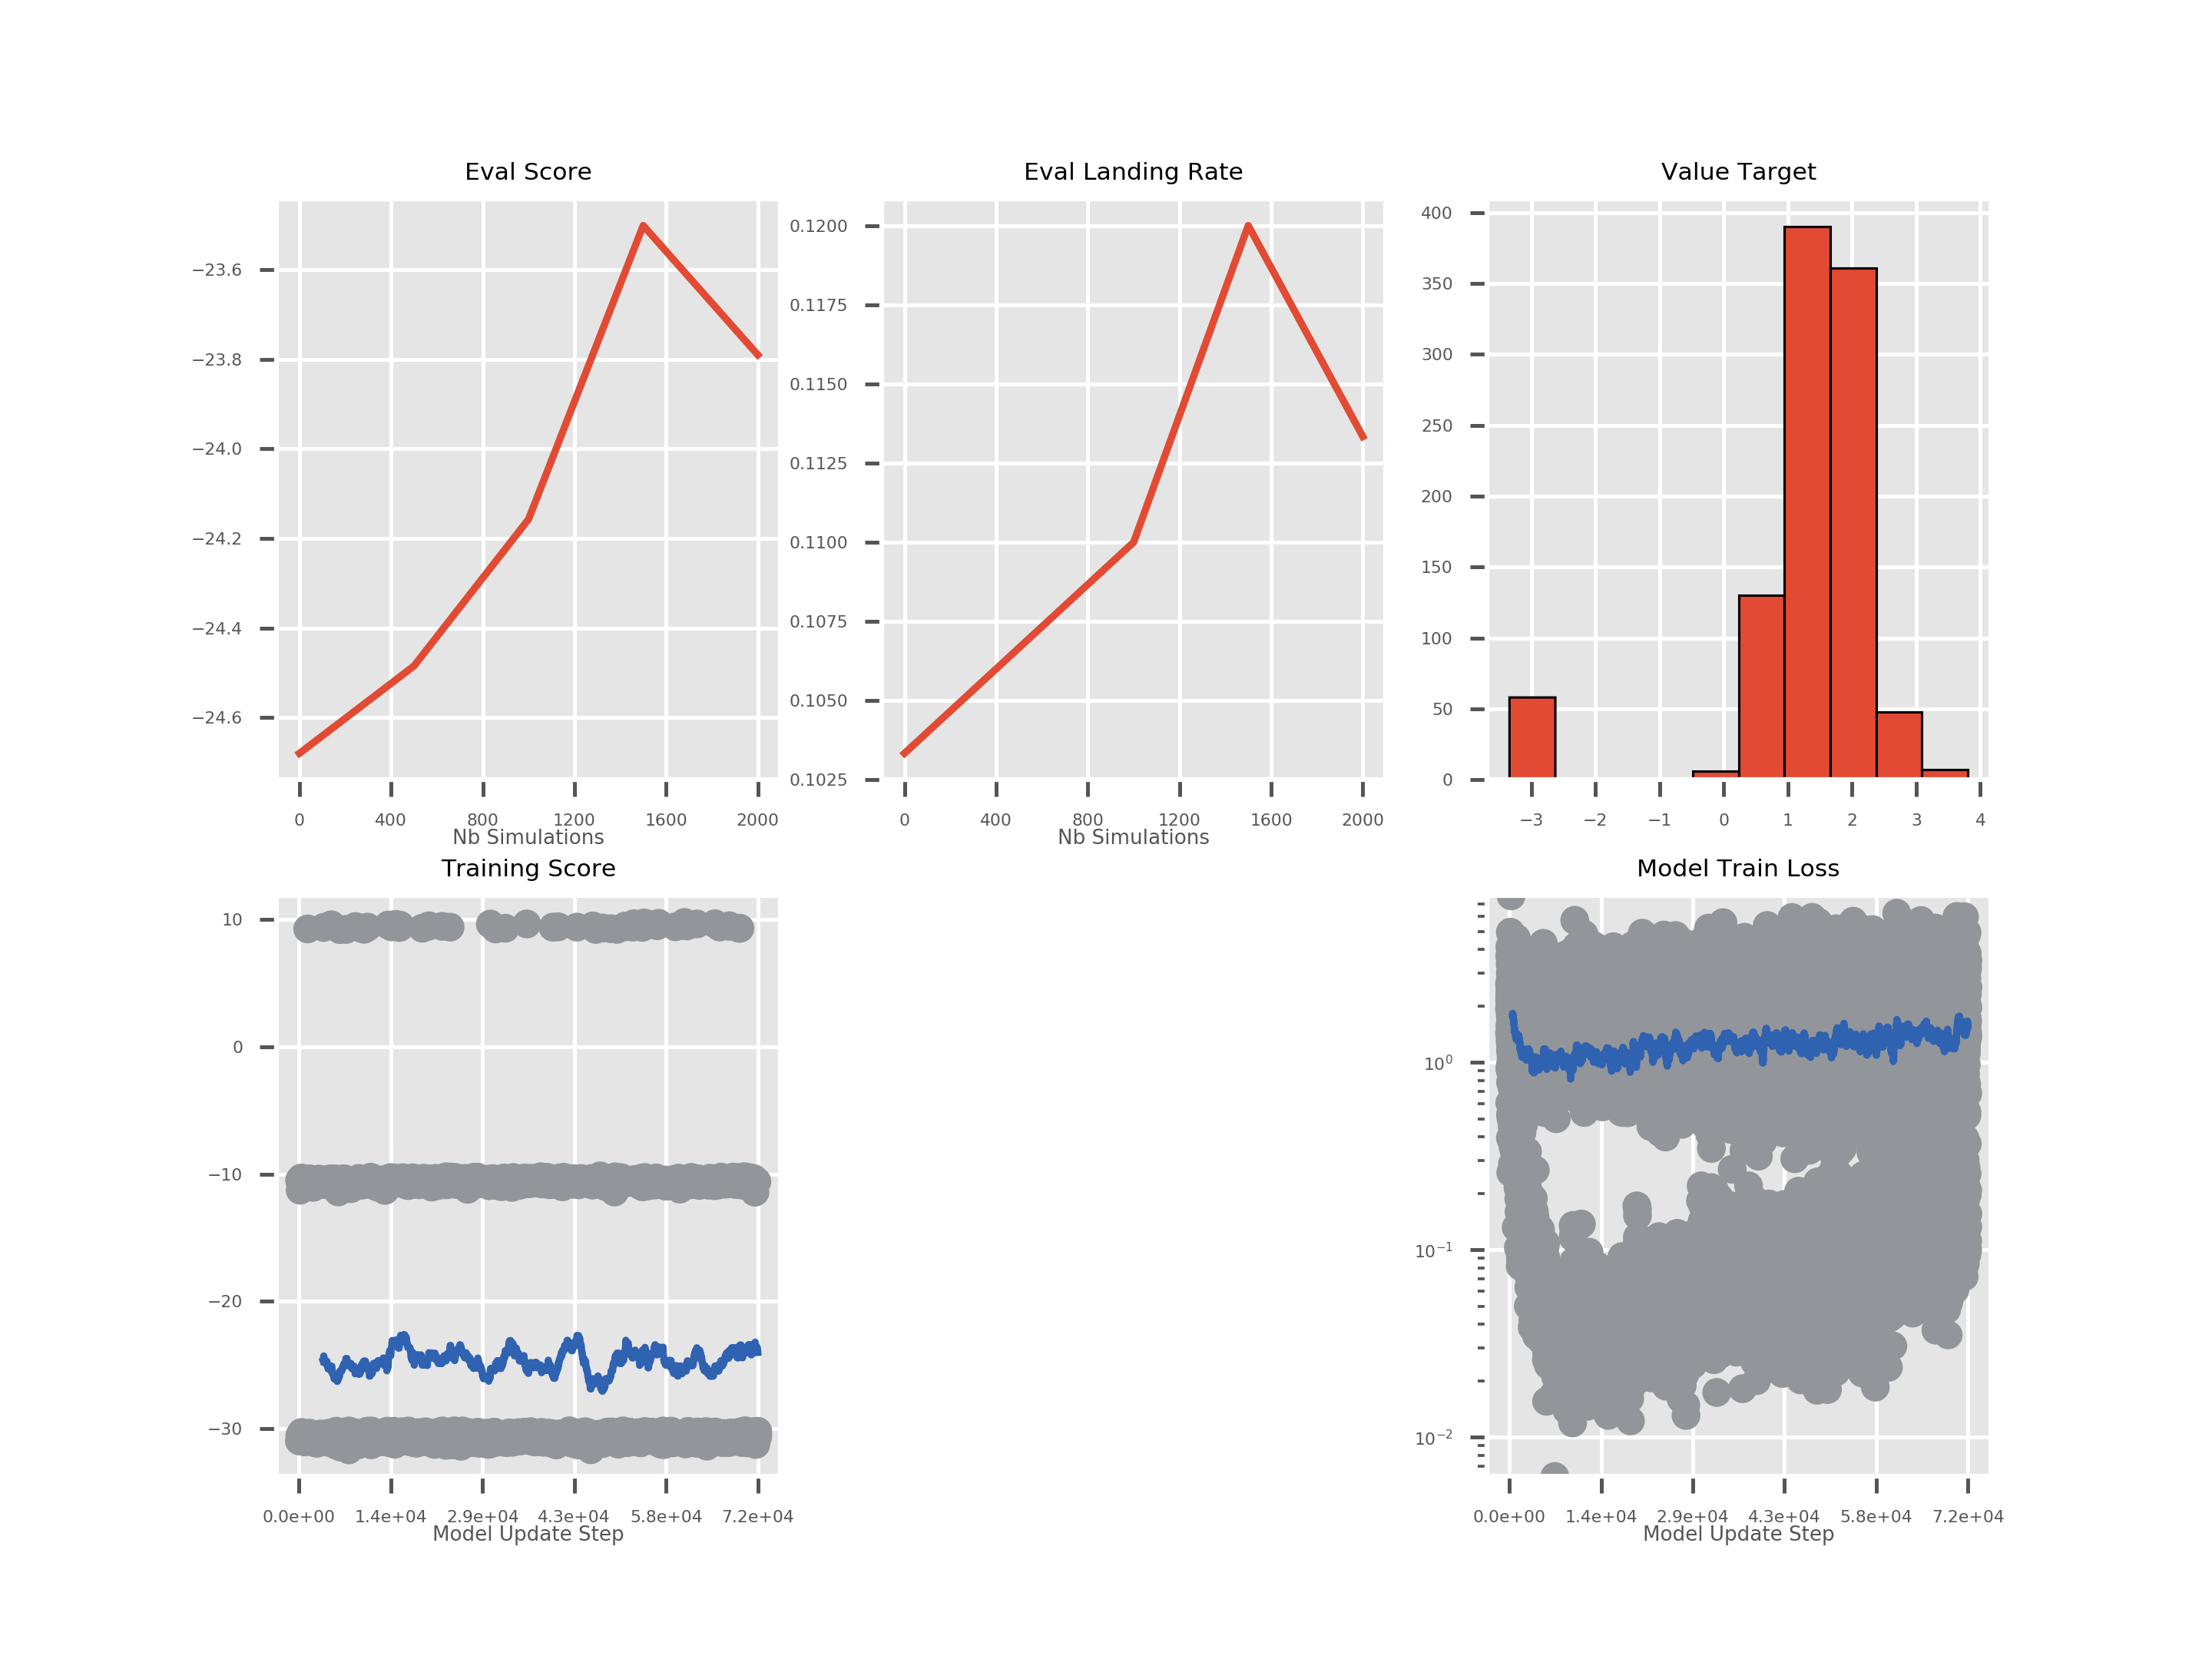 Eval Score
−23.6
−23.8
−24.0
−24.2
−24.4
−24.6
0 400 800 1200 1600 2000
Nb Simulations
Eval Landing Rate
0.1200
0.1175
0.1150
0.1125
0.1100
0.1075
0.1050
0.1025
0 400 800 1200 1600 2000
Nb Simulations
Value Target
400
350
300
250
200
150
100
50
0
−3 −2 −1 0 1 2 3 4
Training Score
10
0
−10
−20
−30
0.0e+00 1.4e+04 2.9e+04 4.3e+04 5.8e+04 7.2e+04
Model Update Step
Model Train Loss
10⁰
10⁻¹
10⁻²
0.0e+00 1.4e+04 2.9e+04 4.3e+04 5.8e+04 7.2e+04
Model Update Step